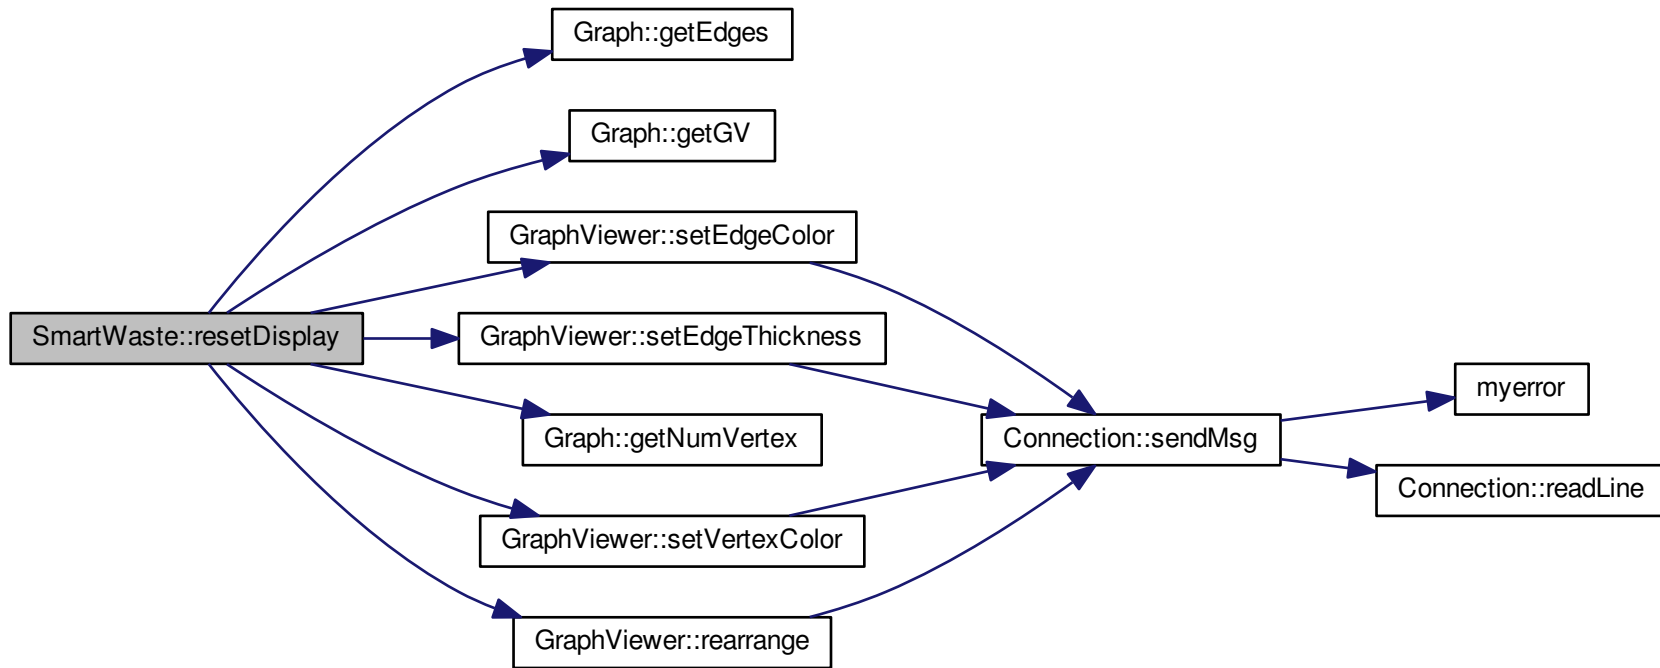 Graph::getEdges
Graph::getGV
GraphViewer::setEdgeColor
SmartWaste::resetDisplay
GraphViewer::setEdgeThickness
myerror
Graph::getNumVertex
Connection::sendMsg
Connection::readLine
GraphViewer::setVertexColor
GraphViewer::rearrange